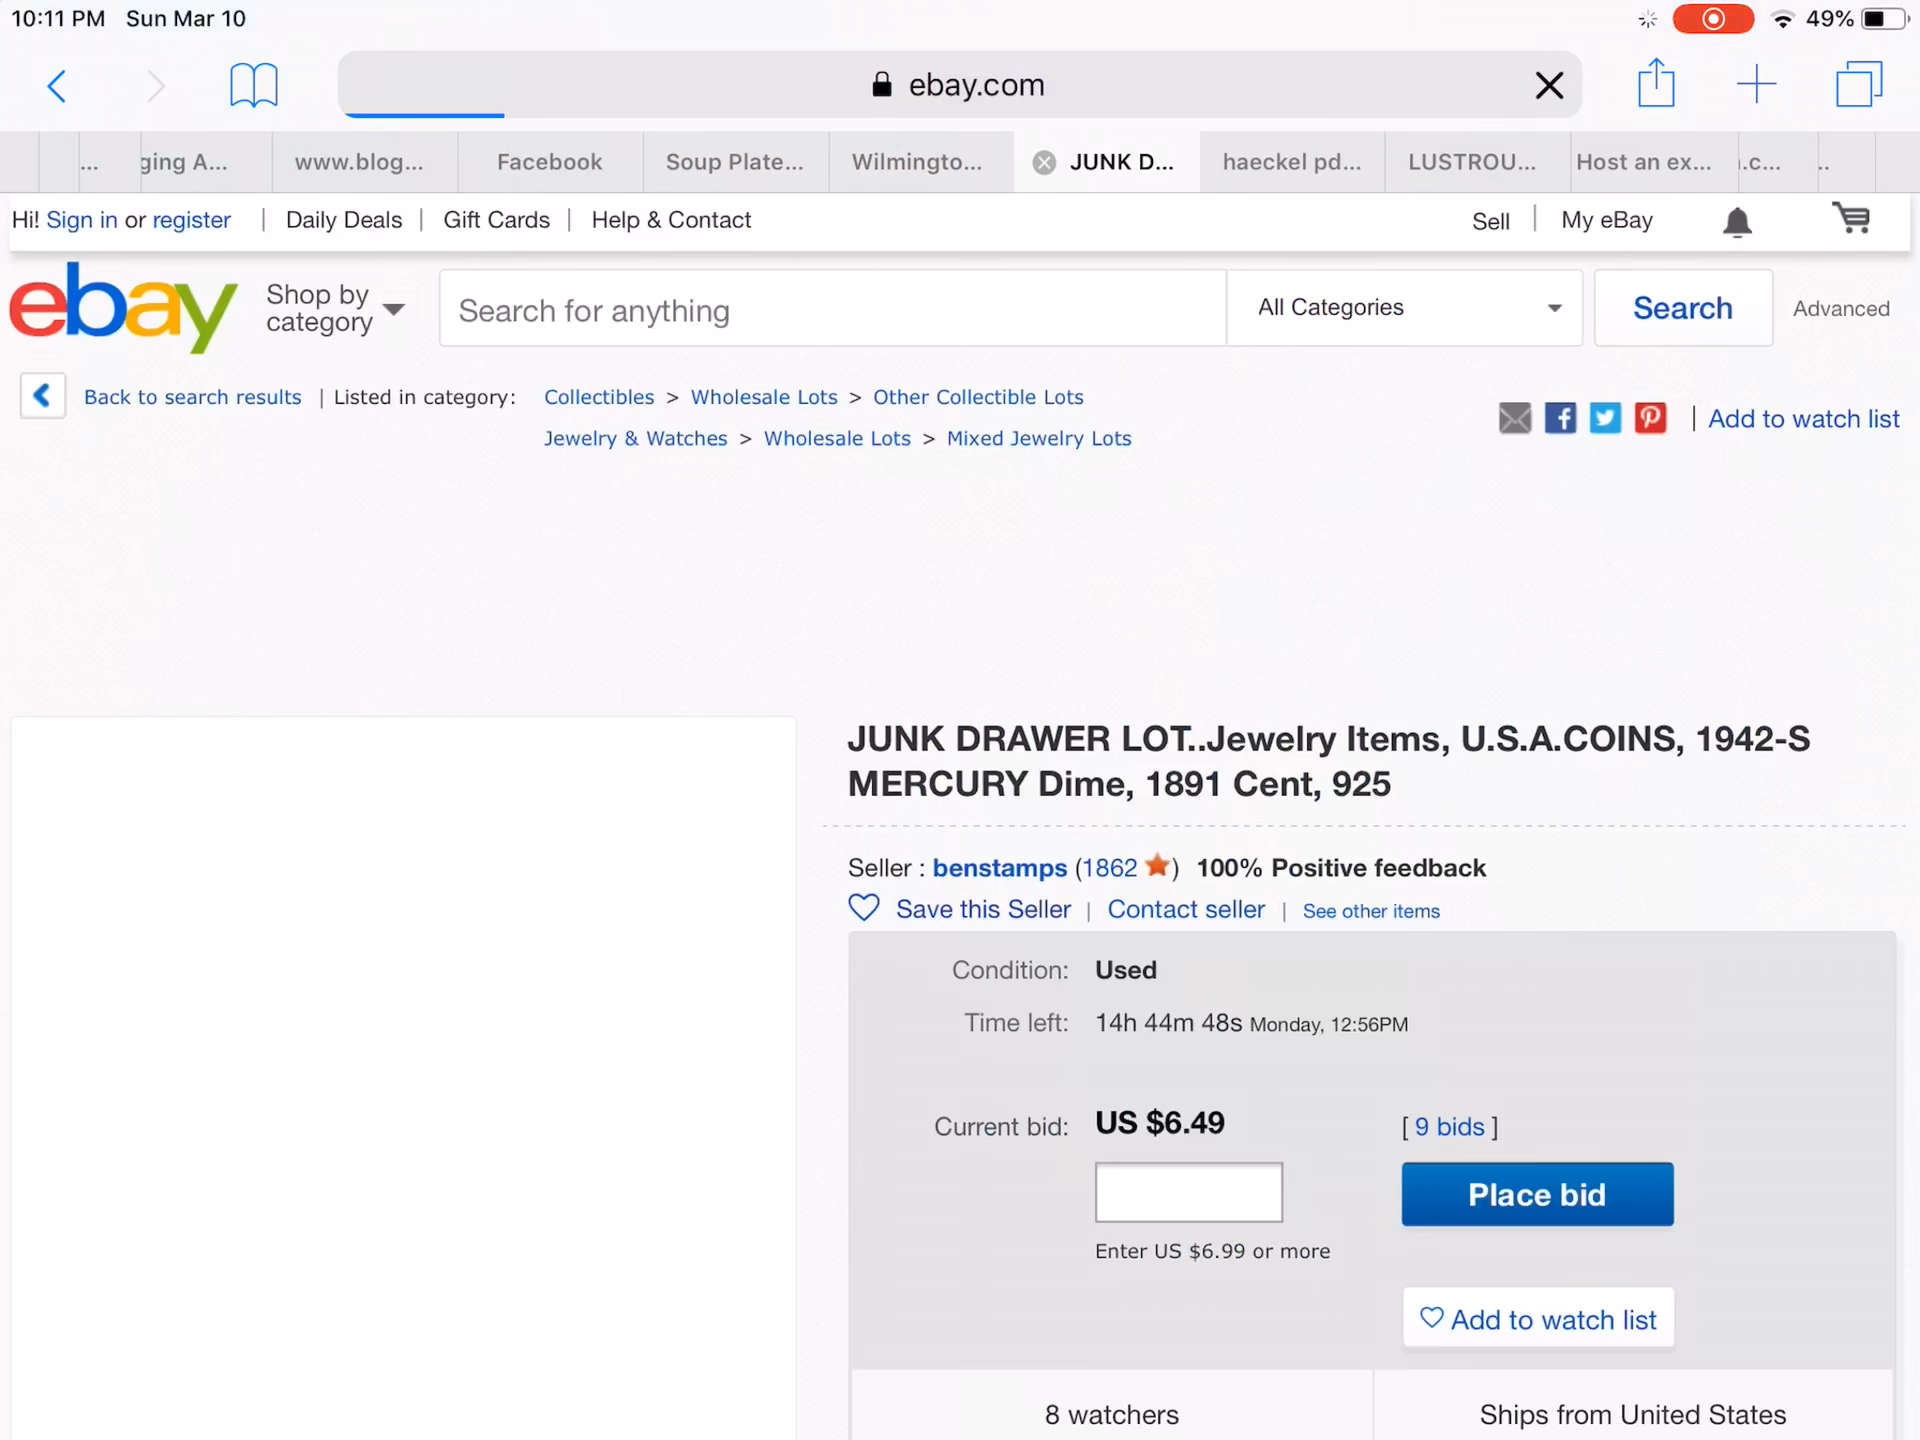 10:11 PM Sun Mar 10
49%
ebay.com
...
ging A...
www.blog...
Facebook
Soup Plate...
Wilmingto...
JUNK D...
haeckel pd...
LUSTROU...
Host an ex...
.c...
..
Hi! Sign in or register | Daily Deals | Gift Cards | Help & Contact
Sell | My eBay
ebay
Shop by
category
Search for anything
All Categories
Search
Advanced
Back to search results | Listed in category:
Collectibles > Wholesale Lots > Other Collectible Lots
Jewelry & Watches > Wholesale Lots > Mixed Jewelry Lots
| Add to watch list
JUNK DRAWER LOT..Jewelry Items, U.S.A.COINS, 1942-S
MERCURY Dime, 1891 Cent, 925
Seller : benstamps (1862 ) 100% Positive feedback
Save this Seller | Contact seller | See other items
Condition: Used
Time left: 14h 44m 48s Monday, 12:56PM
Current bid: US $6.49 [ 9 bids ]
Place bid
Enter US $6.99 or more
Add to watch list
8 watchers
Ships from United States